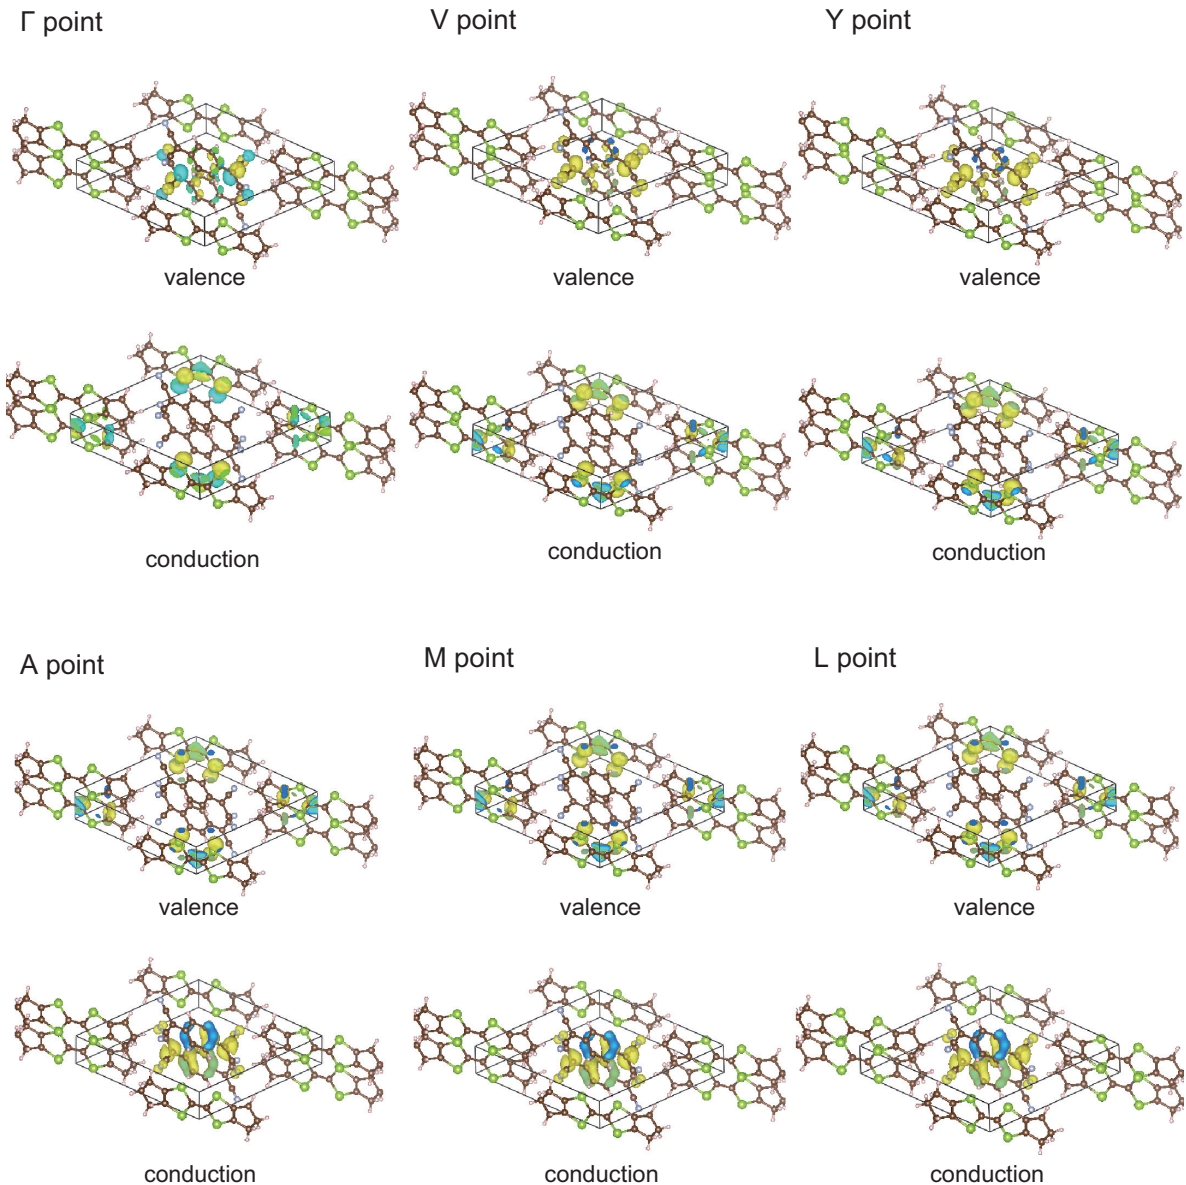 Γ point
V point
Y point
valence
valence
valence
conduction
conduction
conduction
A point
M point
L point
valence
valence
valence
conduction
conduction
conduction